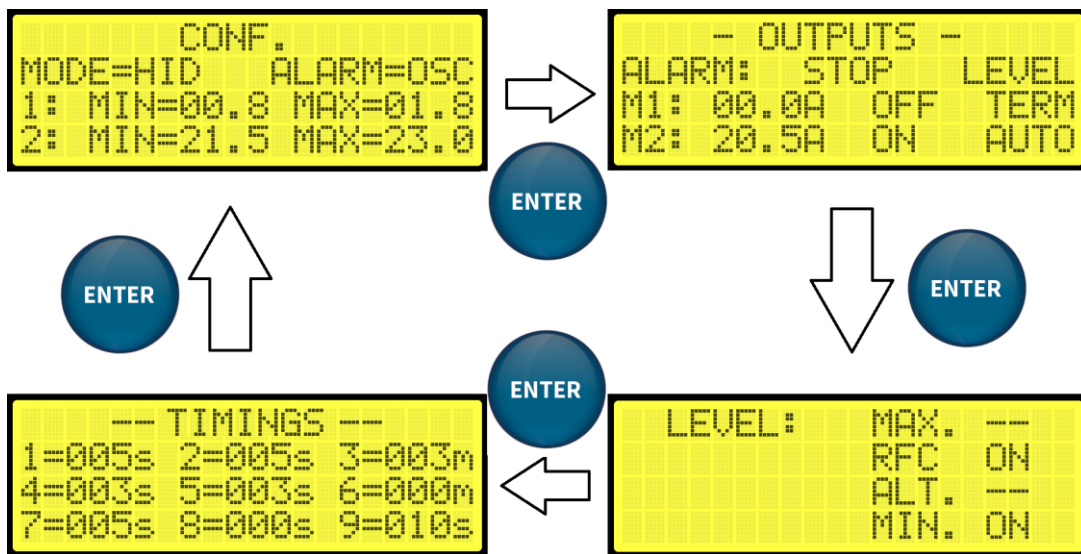 CONF.
MODE=HID ALARM=OSC
1: MIN=00.8 MAX=01.8
2: MIN=21.5 MAX=23.0
ENTER
- OUTPUTS -
ALARM: STOP LEVEL
M1: 00.0A OFF TERM
M2: 20.5A ON AUTO
ENTER
LEVEL: MAX. --
RFC ON
ALT. --
MIN. ON
ENTER
-- TIMINGS --
1=005s 2=005s 3=003m
4=003s 5=003s 6=000m
7=005s 8=000s 9=010s
ENTER